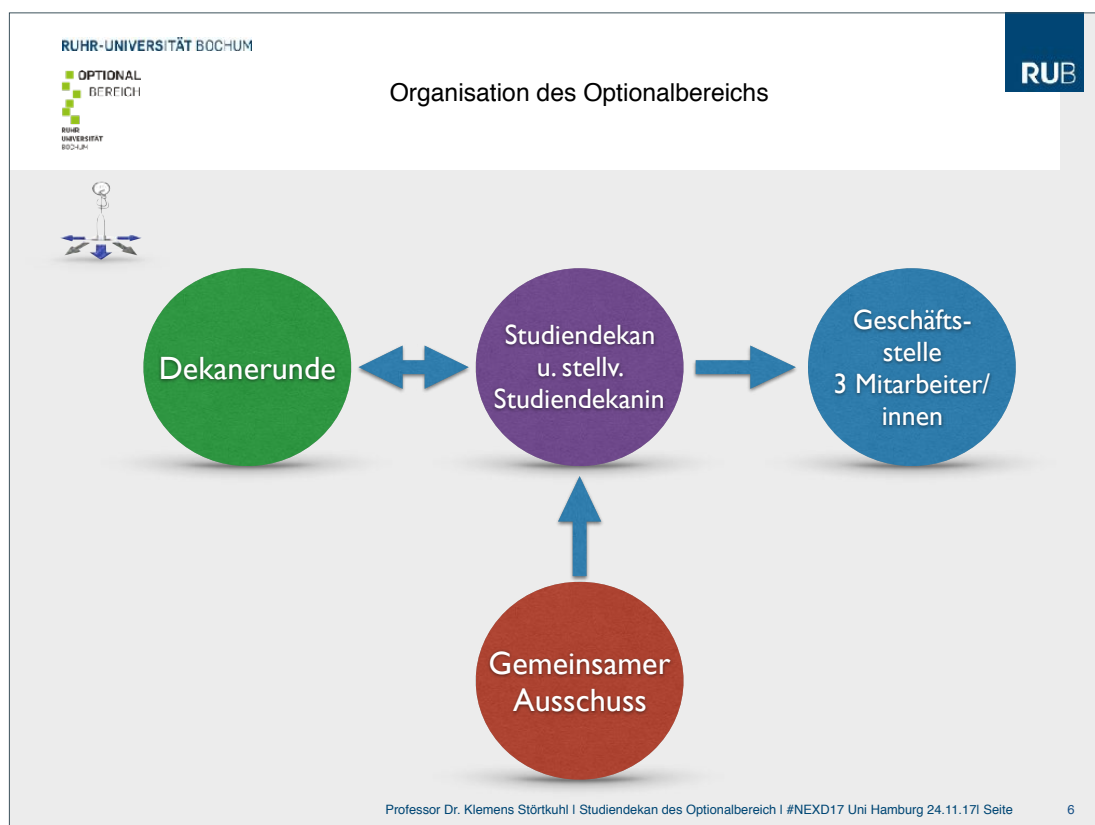 RUHR-UNIVERSITÄT BOCHUM
OPTIONAL
BEREICH
RUHR
UNIVERSITÄT
BOCHUM
RUB
Organisation des Optionalbereichs
Dekanerunde
Studiendekan
u. stellv.
Studiendekanin
Geschäfts-
stelle
3 Mitarbeiter/
innen
Gemeinsamer
Ausschuss
Professor Dr. Klemens Störtkuhl I Studiendekan des Optionalbereich I #NEXD17 Uni Hamburg 24.11.17I Seite 6